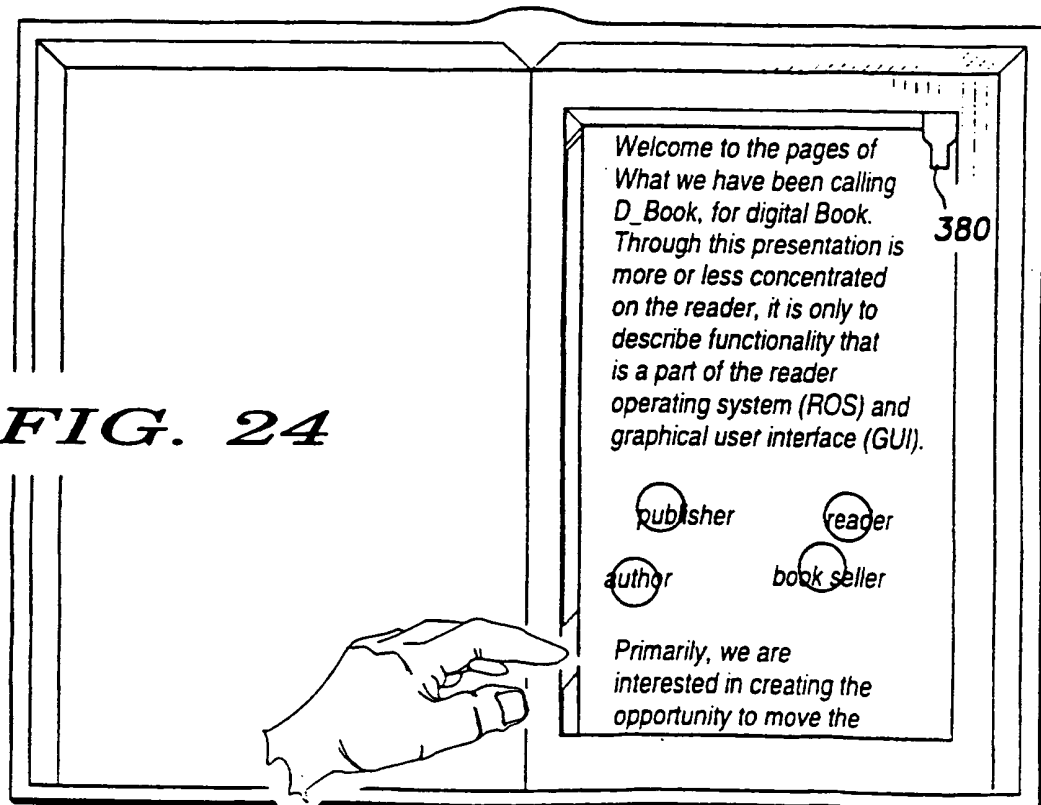 Welcome to the pages of
What we have been calling
D_Book, for digital Book.
Through this presentation is
more or less concentrated
on the reader, it is only to
describe functionality that
is a part of the reader
operating system (ROS) and
graphical user interface (GUI).
380
FIG. 24
publisher reader
author book seller
Primarily, we are
interested in creating the
opportunity to move the